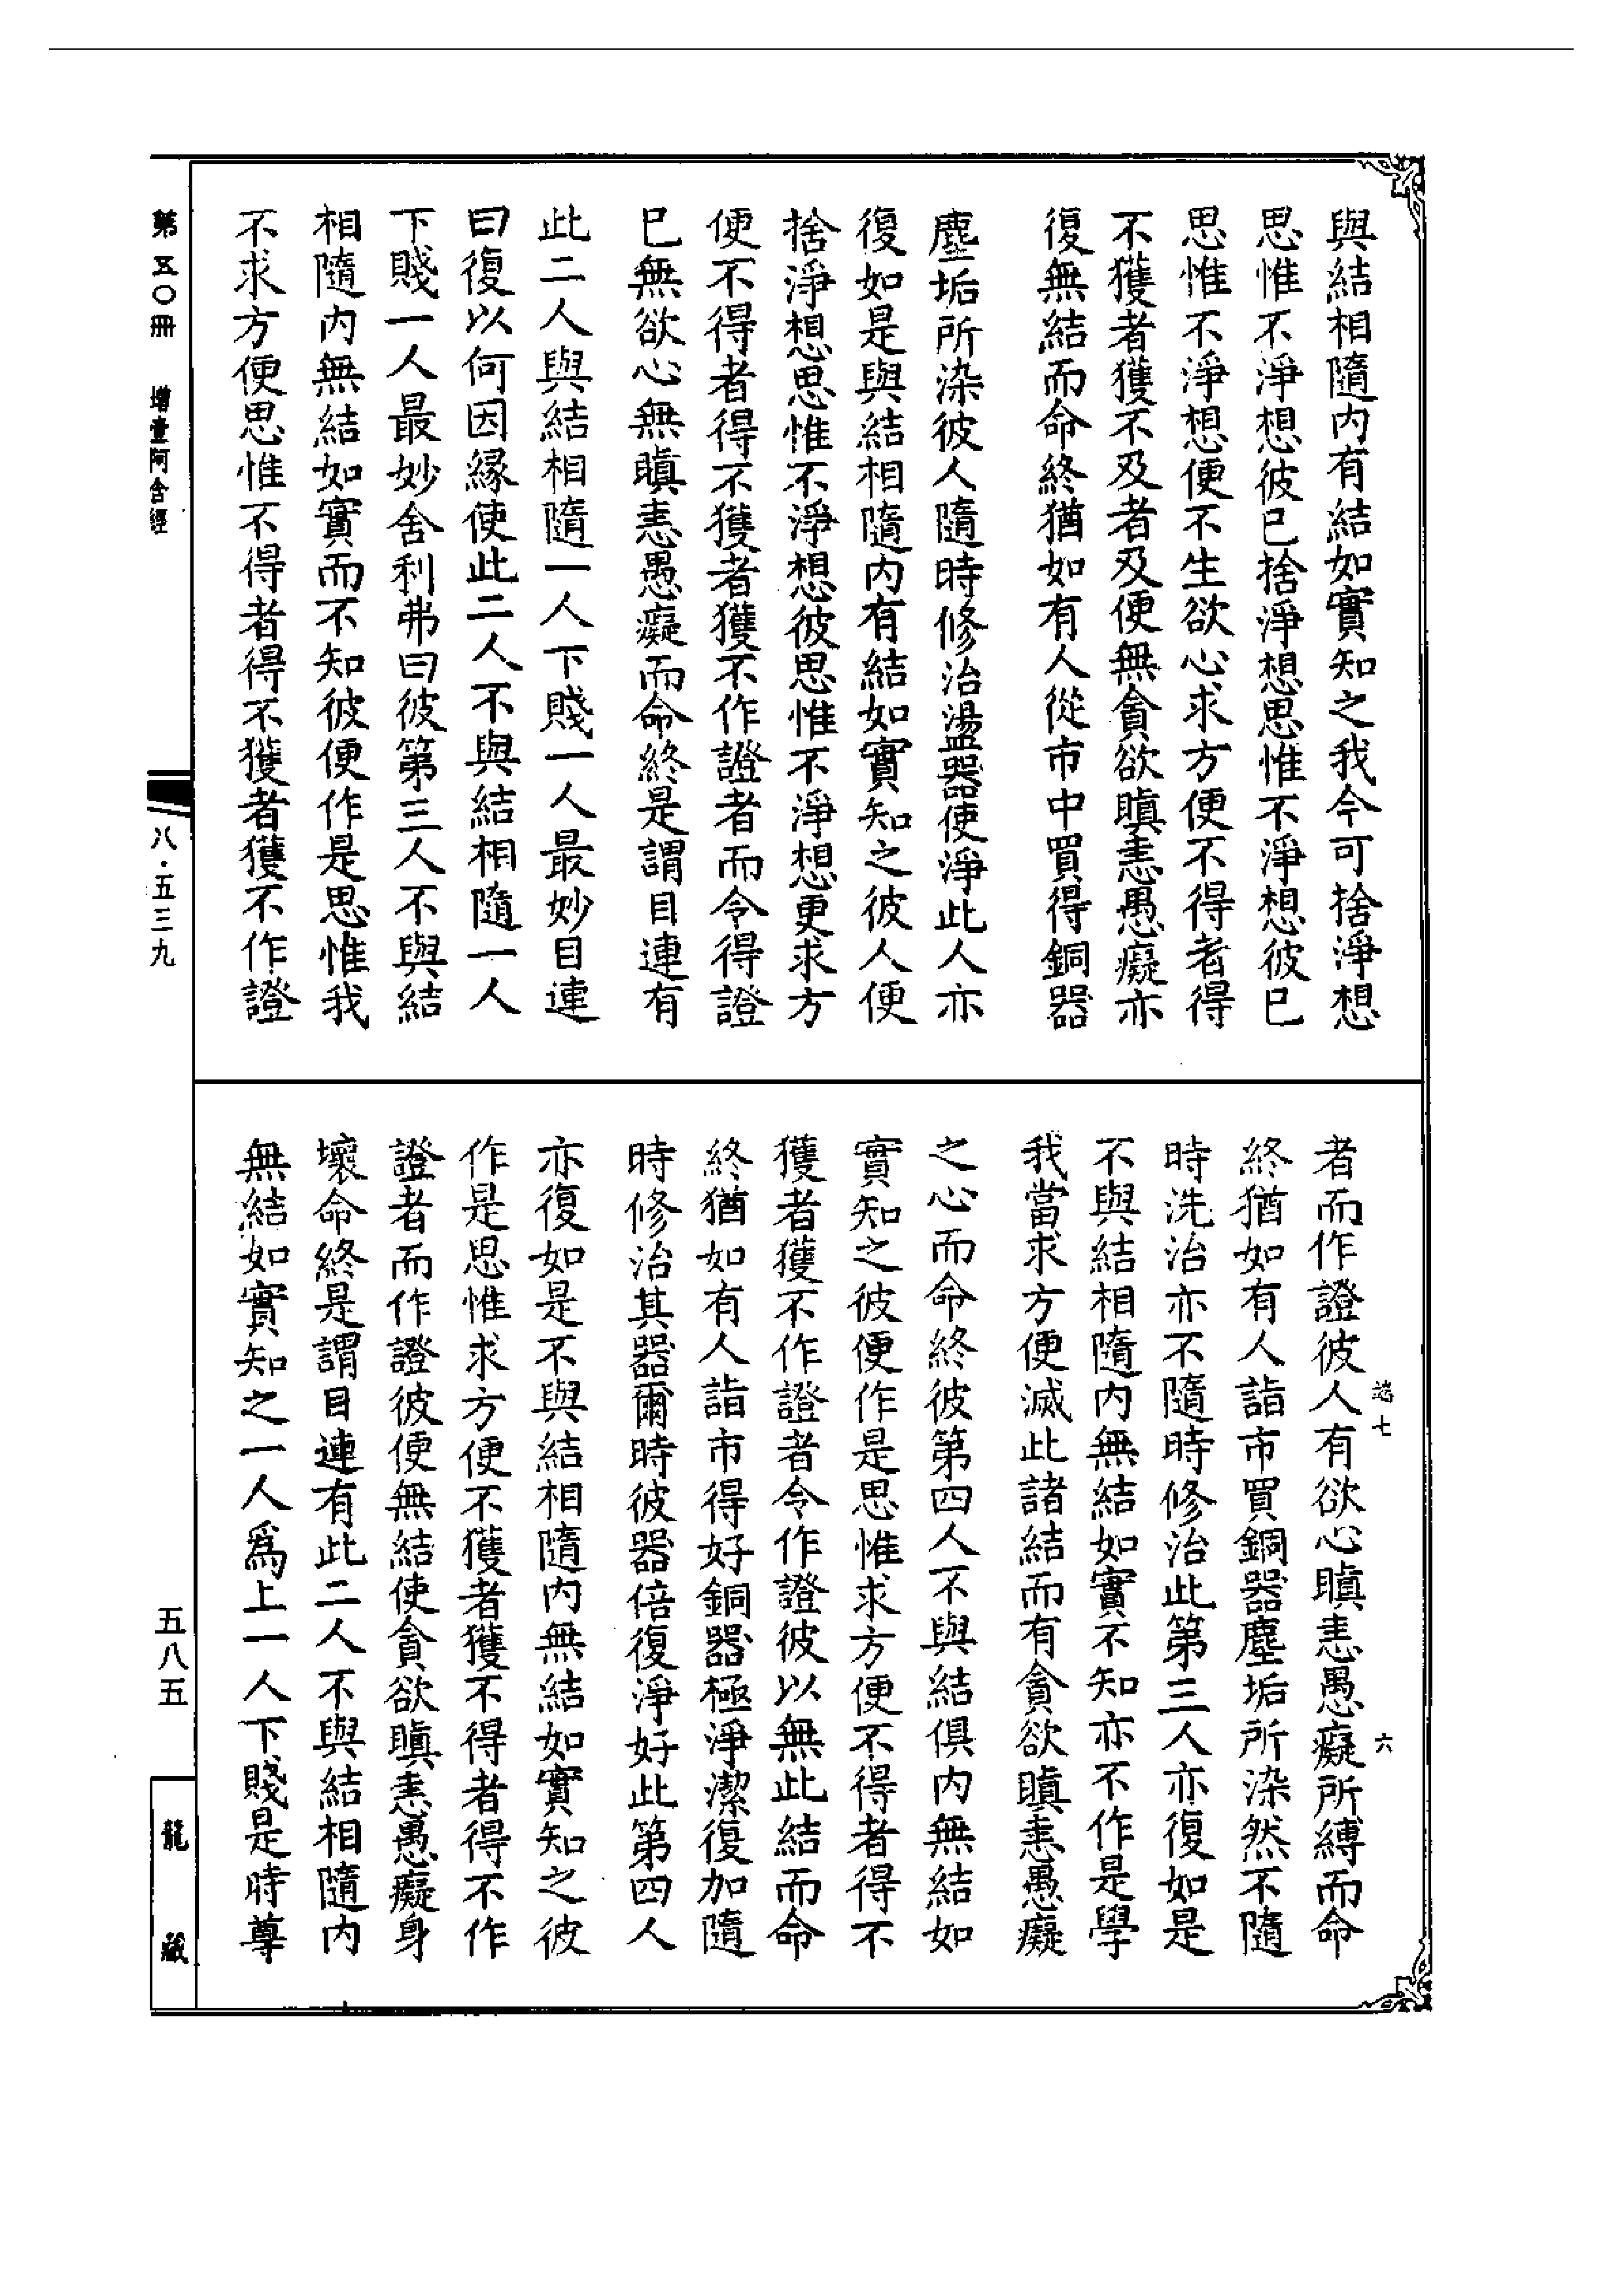 與結相隨内有結如實知之我今可捨淨想
思惟不淨想彼已捨淨想思惟不淨想彼已
思惟不淨想便不生欲心求方便不得者得
不獲者獲不及者及便無貪欲瞋恚愚癡亦
復無結而命終猶如有人從市中買得銅器
塵垢所染彼人隨時修治盪器使淨此人亦
復如是與結相隨内有結如實知之彼人便
捨淨想思惟不淨想彼思惟不淨想更求方
便不得者得不獲者獲不作證者而令得證
已無欲心無瞋恚愚癡而命終是謂目連有
此二人與結相隨一人下賤一人最妙目連
曰復以何因緣使此二人不與結相隨一人
下賤一人最妙舍利弗曰彼第三人不與結
相隨内無結如實而不知彼便作是思惟我
不求方便思惟不得者得不獲者獲不作證
者而作證彼人有欲心瞋恚愚癡所縛而命
終猶如有人詣市買銅器塵垢所染然不隨
時洗治亦不隨時修治此第三人亦復如是
不與結相隨内無結如實不知亦不作是學
我當求方便滅此諸結而有貪欲瞋恚愚癡
之心而命終彼第四人不與結俱内無結如
實知之彼便作是思惟求方便不得者得不
獲者獲不作證者令作證彼以無此結而命
終猶如有人詣市得好銅器極淨潔復加隨
時修治其器爾時彼器倍復淨好此第四人
亦復如是不與結相隨内無結如實知之彼
作是思惟求方便不獲者獲不得者得不作
證者而作證彼便無結使貪欲瞋恚愚癡身
壞命終是謂目連有此二人不與結相隨内
無結如實知之一人爲上一人下賤是時尊
七
六
第五〇冊
增壹阿含經
八·五三九
五八五
龍藏